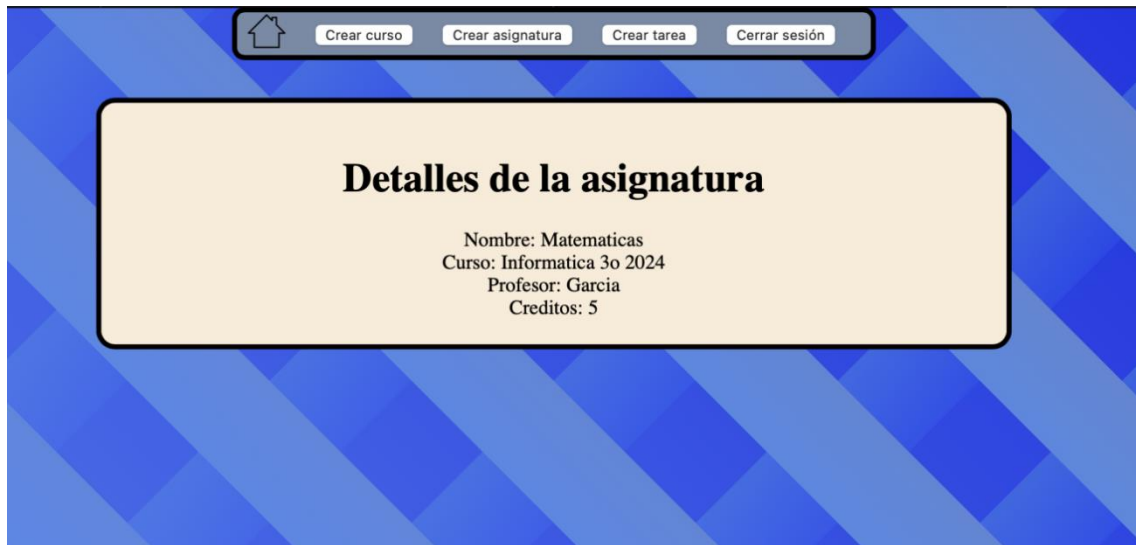 Crear curso Crear asignatura Crear tarea Cerrar sesión
Detalles de la asignatura
Nombre: Matematicas
Curso: Informatica 3o 2024
Profesor: Garcia
Creditos: 5